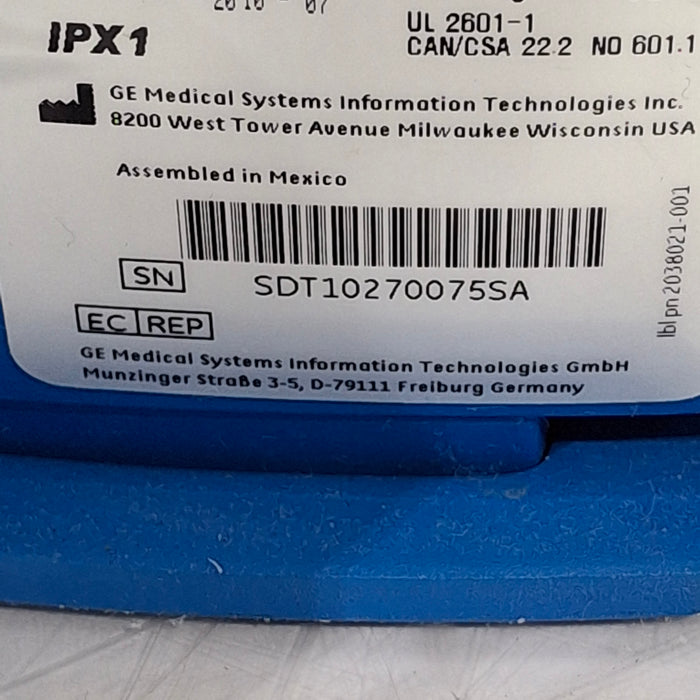 IPX1
UL 2601-1
CAN/CSA 22.2 NO 601.1
GE Medical Systems Information Technologies Inc.
8200 West Tower Avenue Milwaukee Wisconsin USA
Assembled in Mexico
SN
SDT10270075SA
lbl pn 2038021-001
EC REP
GE Medical Systems Information Technologies GmbH
Munzinger Straße 3-5, D-79111 Freiburg Germany